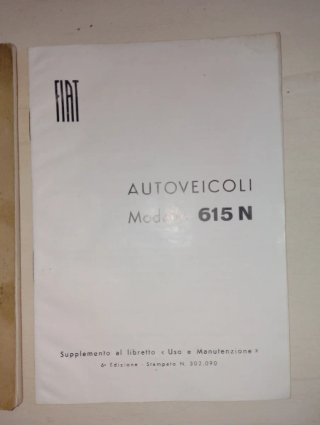 FIAT
AUTOVEICOLI
Modello 615 N
Supplemento al libretto « Uso e Manutenzione »
6ª Edizione - Stampato N. 302.090